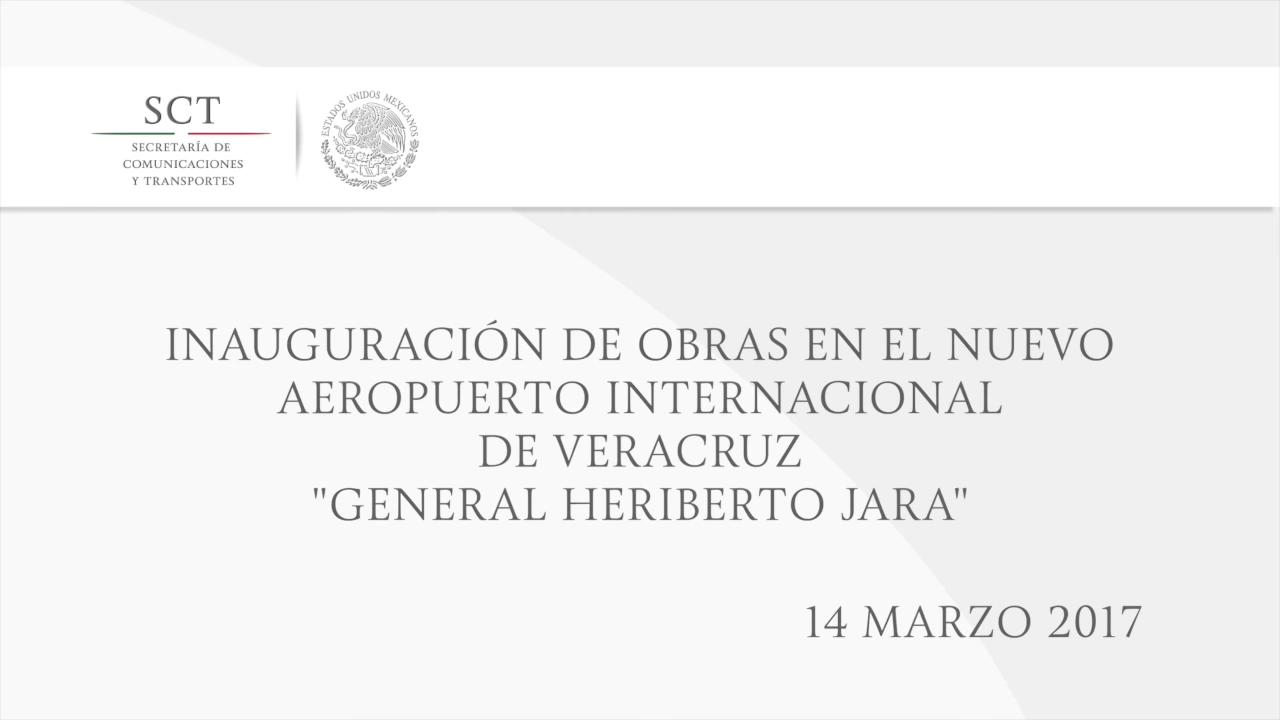 SCT
SECRETARÍA DE
COMUNICACIONES
Y TRANSPORTES
ESTADOS UNIDOS MEXICANOS
INAUGURACIÓN DE OBRAS EN EL NUEVO
AEROPUERTO INTERNACIONAL
DE VERACRUZ
"GENERAL HERIBERTO JARA"
14 MARZO 2017